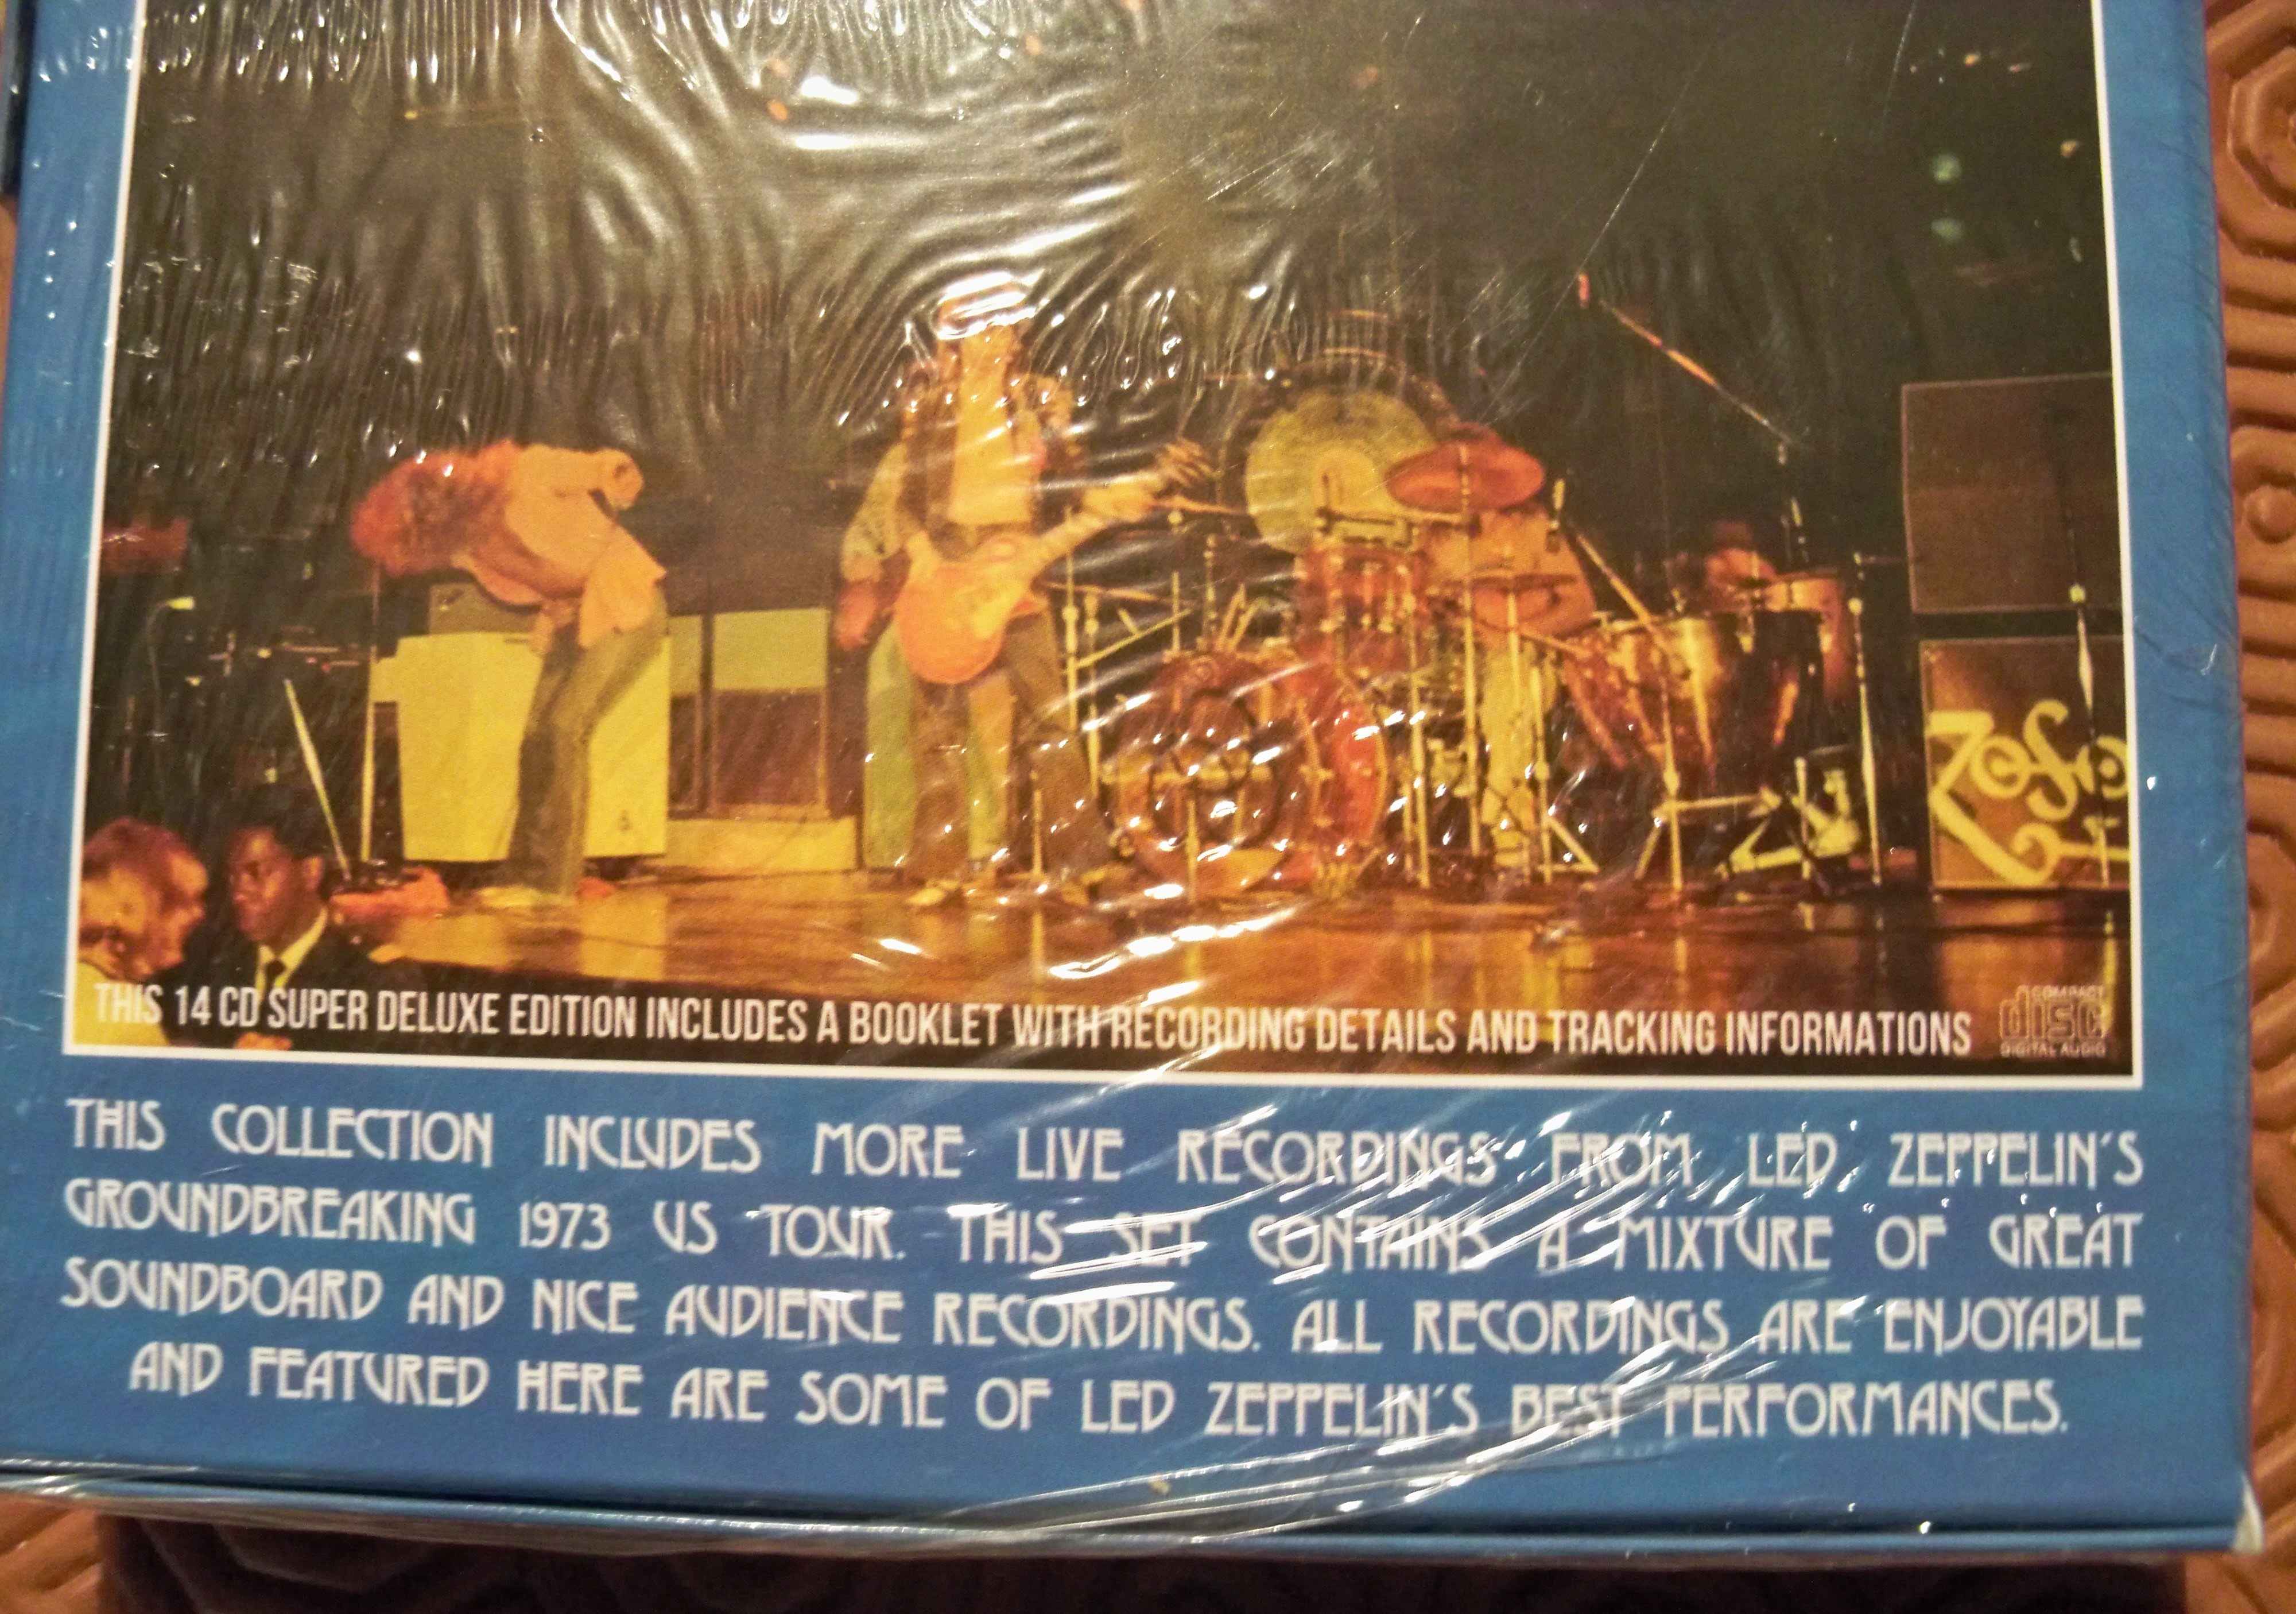 ZOSO
THIS 14 CD SUPER DELUXE EDITION INCLUDES A BOOKLET WITH RECORDING DETAILS AND TRACKING INFORMATIONS
COMPACT
disc
DIGITAL AUDIO
THIS COLLECTION INCLUDES MORE LIVE RECORDINGS FROM LED ZEPPELIN´S
GROUNDBREAKING 1973 US TOUR. THIS SET CONTAINS A MIXTURE OF GREAT
SOUNDBOARD AND NICE AUDIENCE RECORDINGS. ALL RECORDINGS ARE ENJOYABLE
AND FEATURED HERE ARE SOME OF LED ZEPPELIN´S BEST PERFORMANCES.